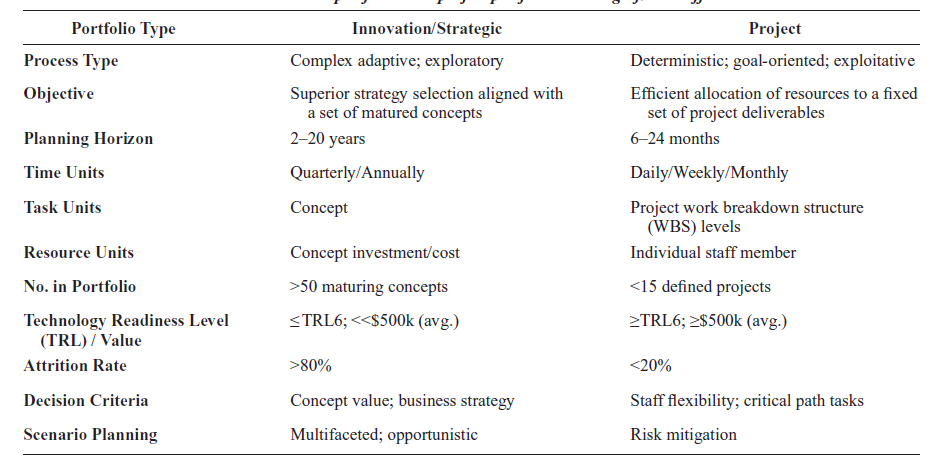 Portfolio Type Innovation/Strategic Project
Process Type Complex adaptive; exploratory Deterministic; goal-oriented; exploitative
Objective Superior strategy selection aligned with Efficient allocation of resources to a fixed
a set of matured concepts set of project deliverables
Planning Horizon 2–20 years 6–24 months
Time Units Quarterly/Annually Daily/Weekly/Monthly
Task Units Concept Project work breakdown structure
(WBS) levels
Resource Units Concept investment/cost Individual staff member
No. in Portfolio >50 maturing concepts <15 defined projects
Technology Readiness Level ≤TRL6; <<$500k (avg.) ≥TRL6; ≥$500k (avg.)
(TRL) / Value
Attrition Rate >80% <20%
Decision Criteria Concept value; business strategy Staff flexibility; critical path tasks
Scenario Planning Multifaceted; opportunistic Risk mitigation